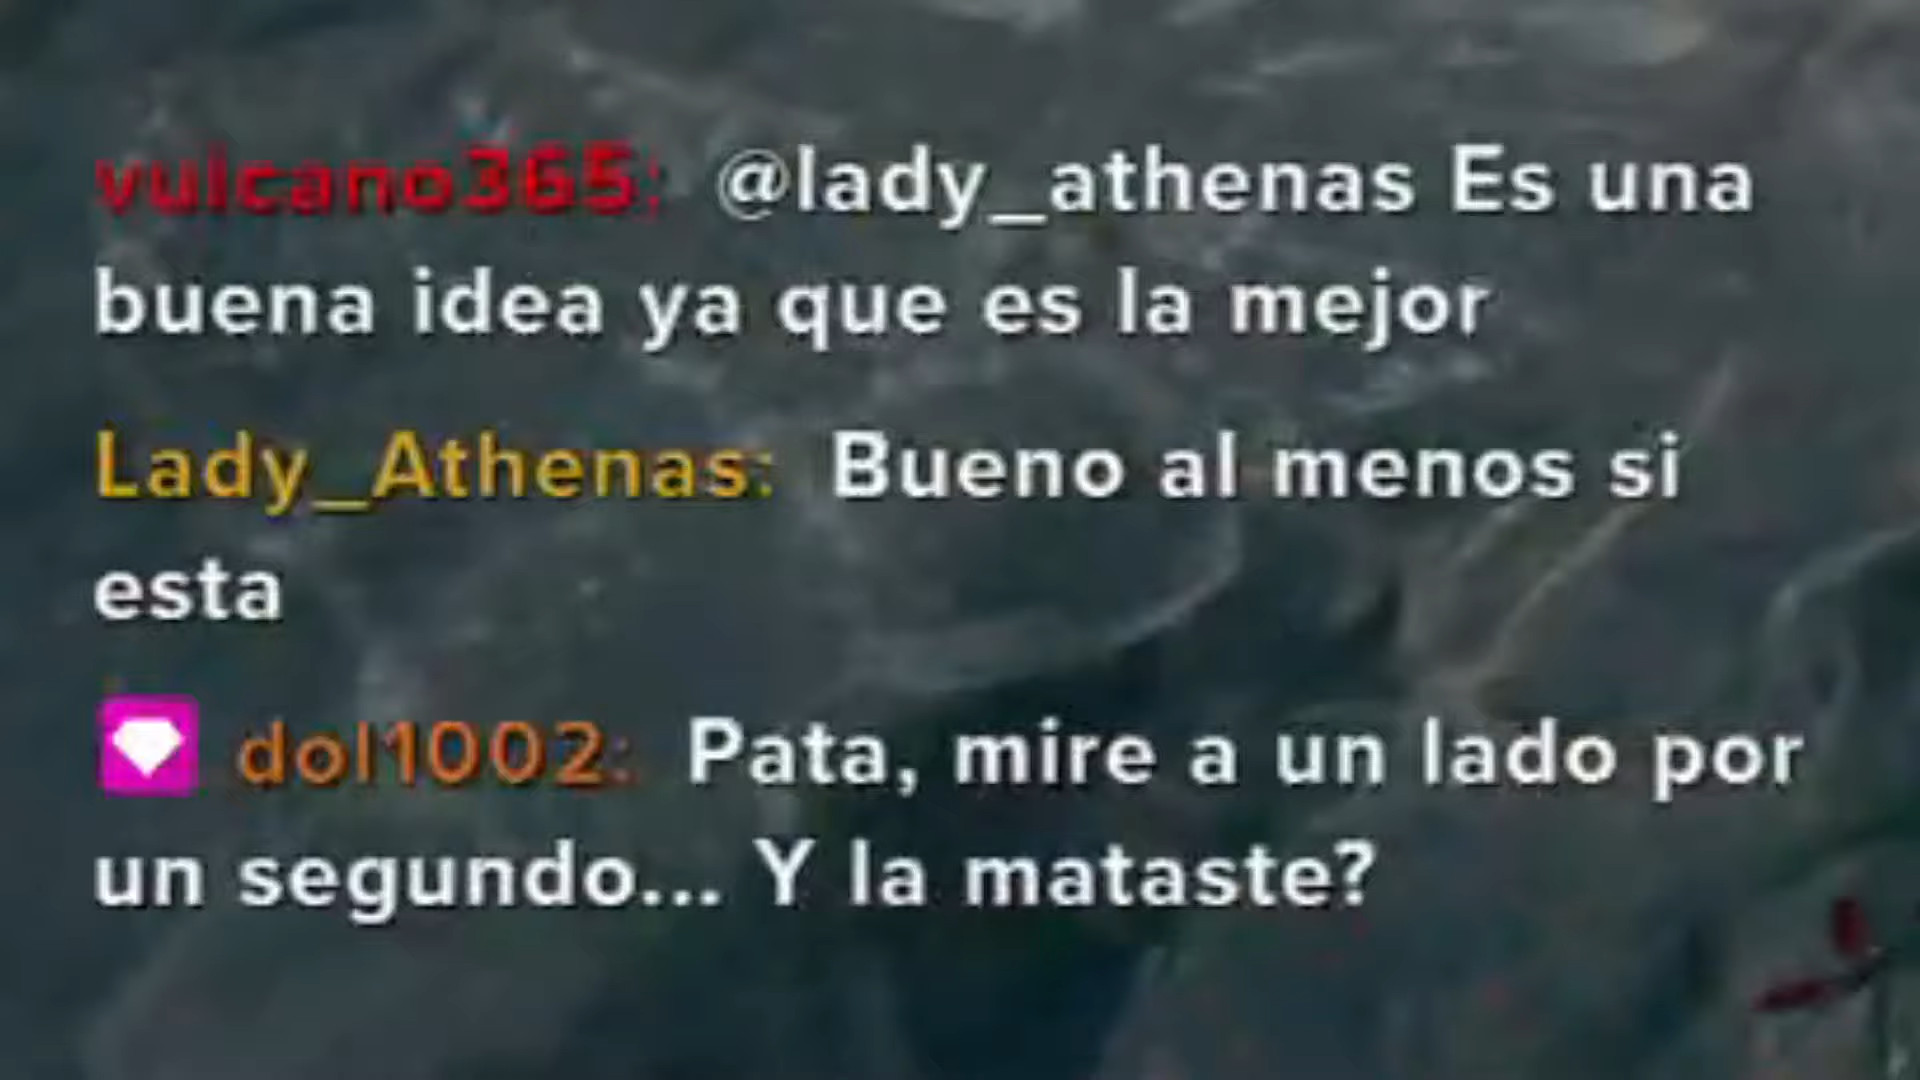 vulcano365: @lady_athenas Es una
buena idea ya que es la mejor
Lady_Athenas: Bueno al menos si
esta
dol1002: Pata, mire a un lado por
un segundo... Y la mataste?